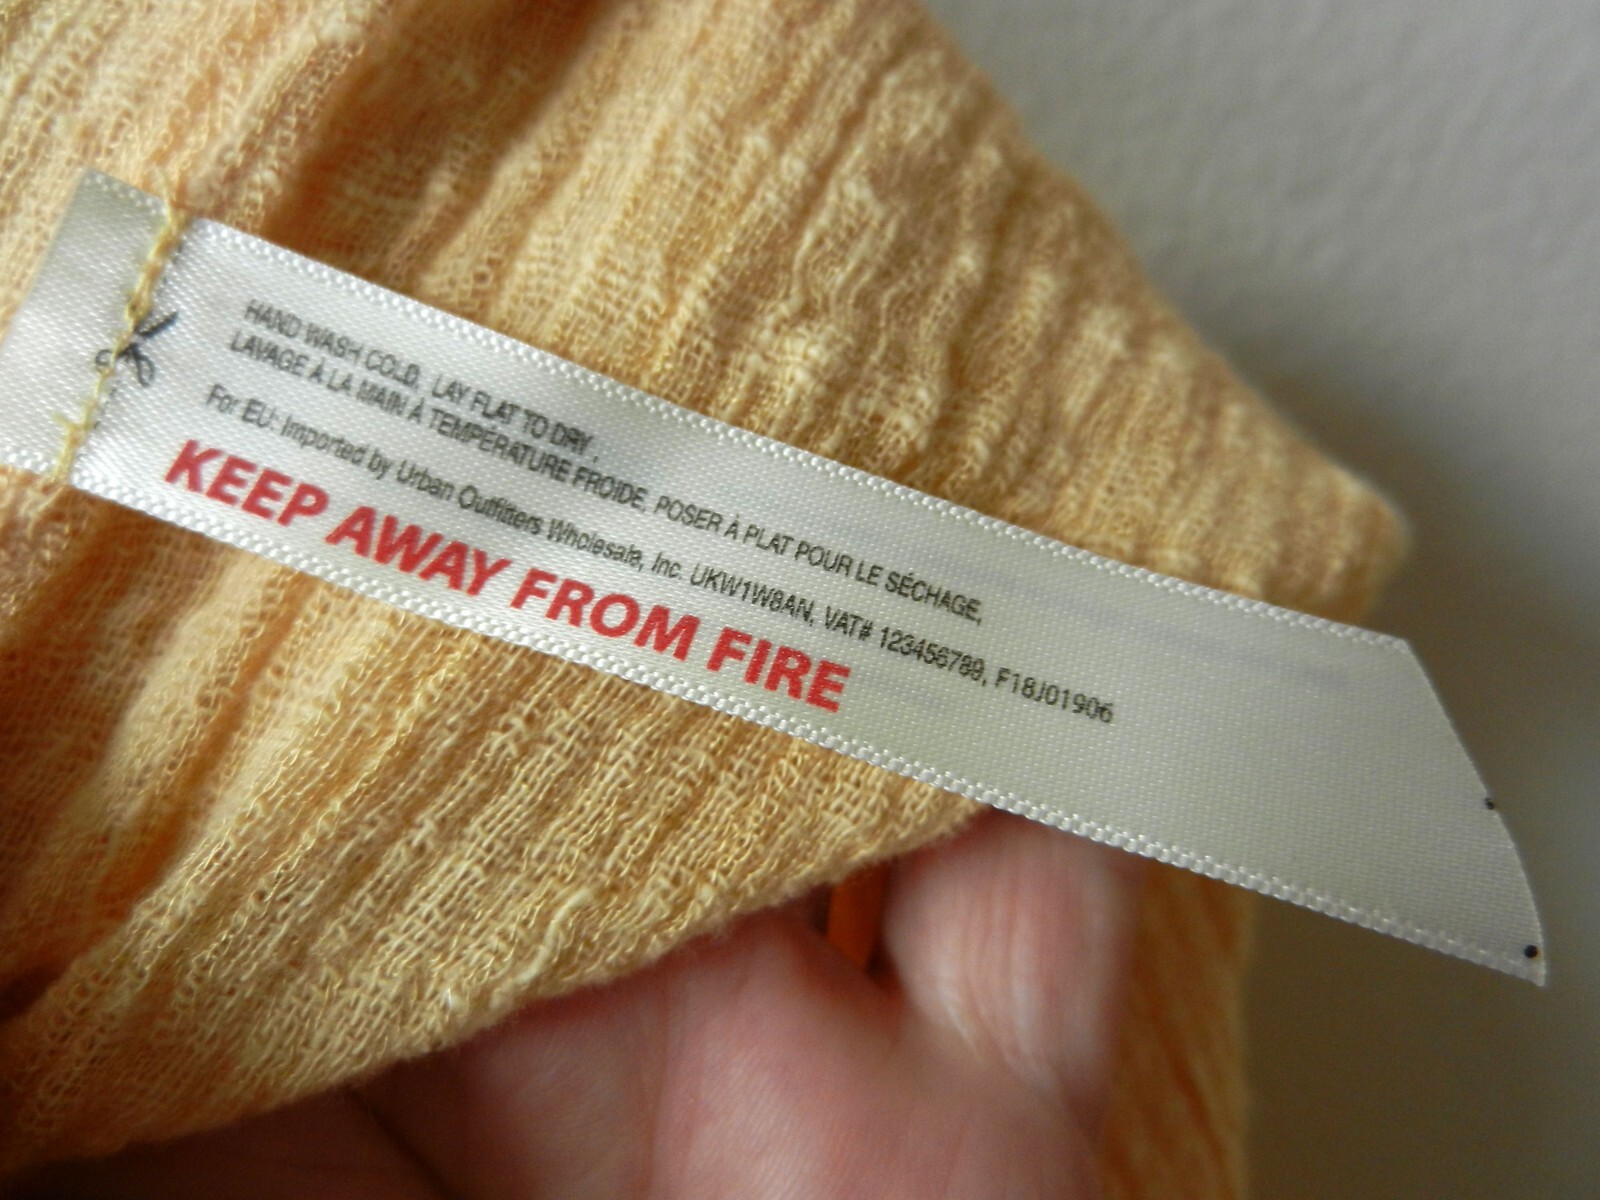 HAND WASH COLD, LAY FLAT TO DRY,
LAVAGE À LA MAIN À TEMPERATURE FROIDE, POSER À PLAT POUR LE SÉCHAGE,
For EU: Imported by Urban Outfitters Wholesale, Inc. UKW1W8AN, VAT# 123456789, F18J01906
KEEP AWAY FROM FIRE